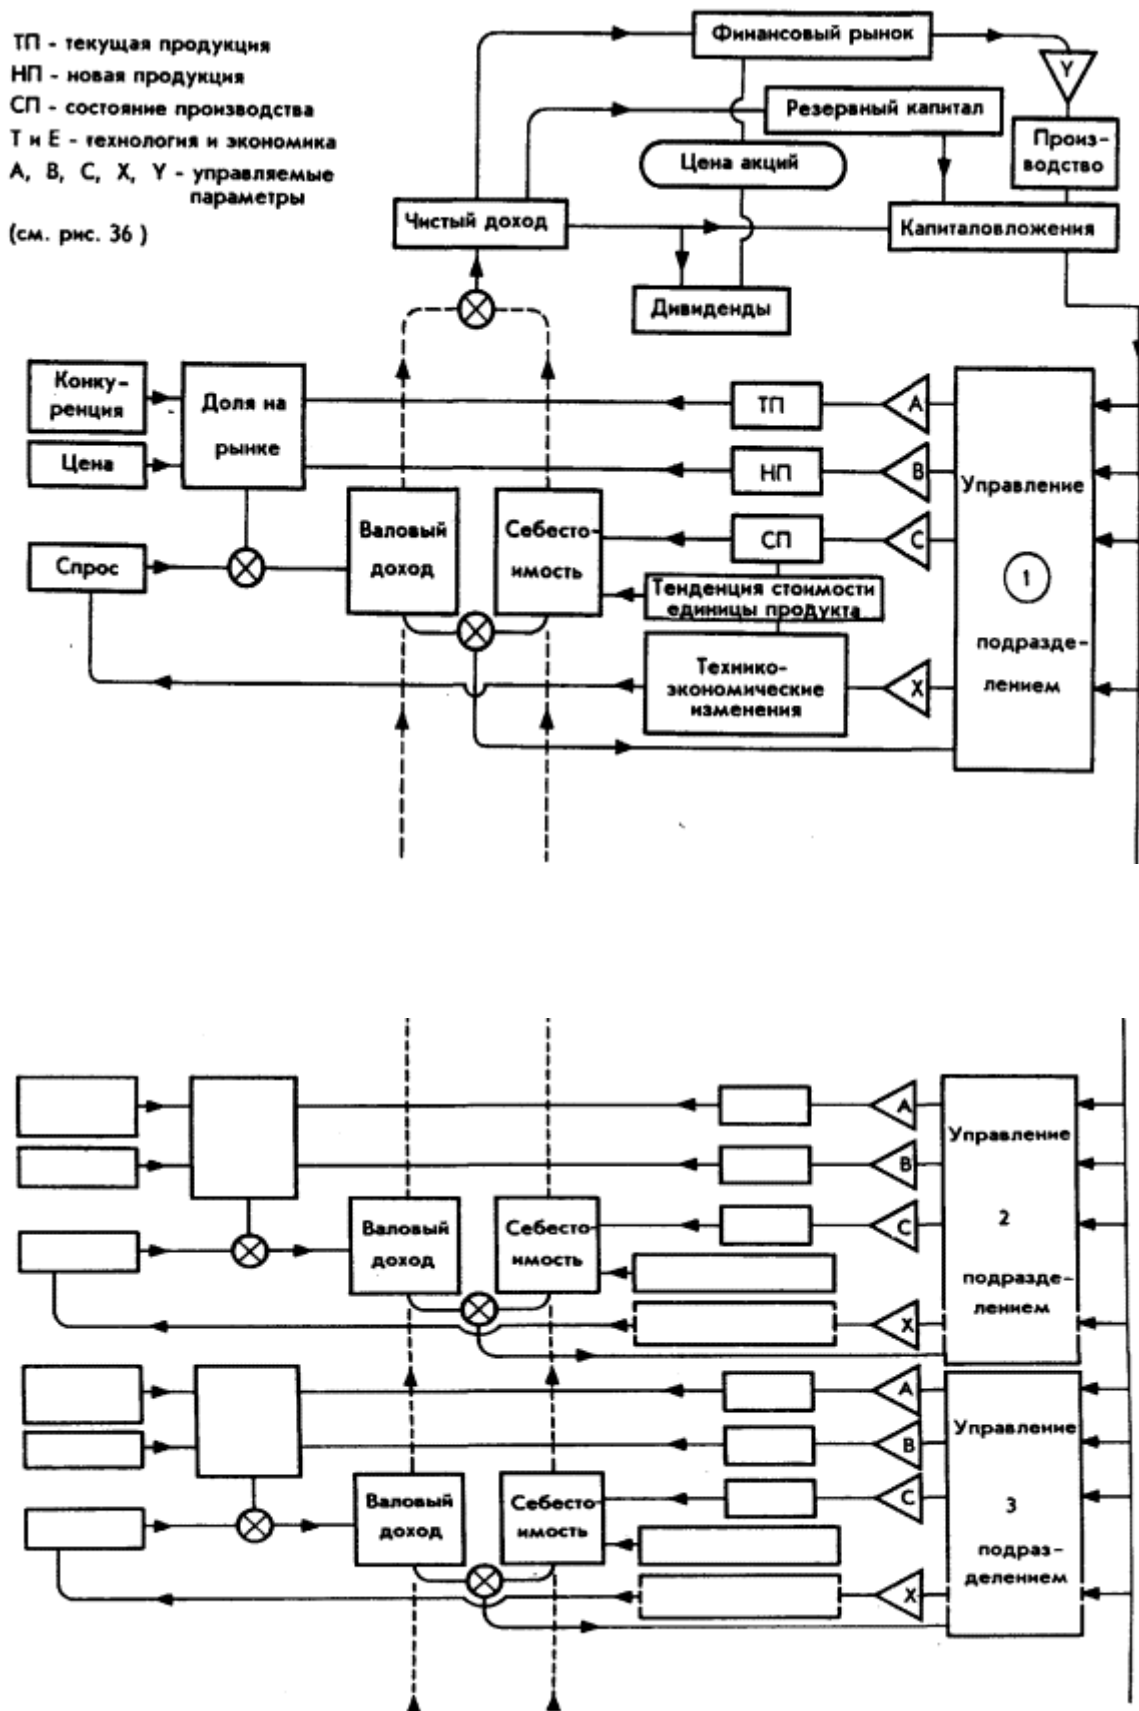 ТП - текущая продукция
НП - новая продукция
СП - состояние производства
Т и Е - технология и экономика
А, В, С, Х, Y - управляемые
параметры
(см. рис. 36 )
Финансовый рынок
Y
Резервный капитал
Произ-
водство
Цена акций
Чистый доход
Капиталовложения
Дивиденды
Конку-
ренция
Доля на
рынке
ТП
А
Цена
НП
В
Управление
Валовый
доход
Себесто-
имость
СП
С
Спрос
1
Тенденция стоимости
единицы продукта
подразде-
лением
Технико-
экономические
изменения
Х
А
Управление
В
2
Валовый
доход
Себесто-
имость
С
подразде-
лением
Х
А
Управление
В
Валовый
доход
Себесто-
имость
С
3
подраз-
делением
Х